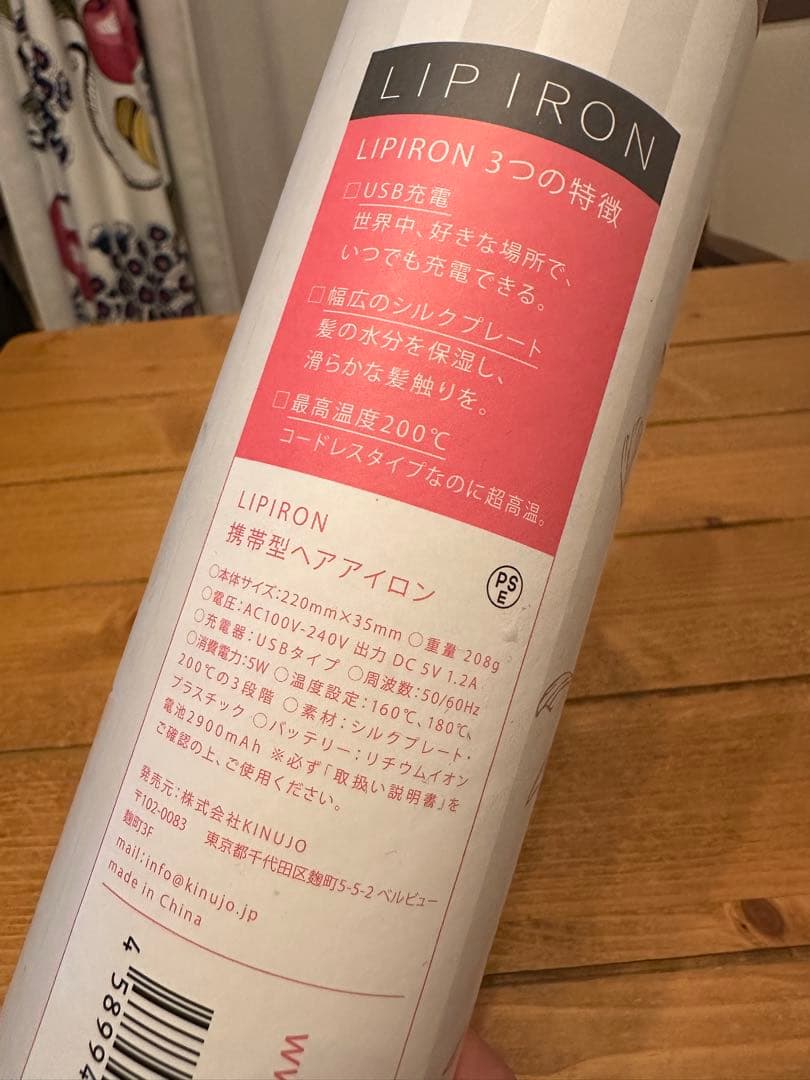 LIP IRON
LIPIRON 3つの特徴
□USB充電
世界中、好きな場所で、
いつでも充電できる。
□幅広のシルクプレート
髪の水分を保湿し、
滑らかな髪触りを。
□最高温度200℃
コードレスタイプなのに超高温。
LIPIRON
携帯型ヘアアイロン
PS
E
○本体サイズ:220mm×35mm ○重量 208g
○電圧:AC100V-240V 出力 DC 5V 1.2A
○充電器:USBタイプ ○周波数:50/60Hz
○消費電力:5W ○温度設定:160℃、180℃、
200℃の3段階 ○素材:シルクプレート・
プラスチック ○バッテリー:リチウムイオン
電池2900mAh ※必ず「取扱い説明書」を
ご確認の上、ご使用ください。
発売元:株式会社KINUJO
〒102-0083 東京都千代田区麹町5-5-2 ベルビュー
麹町3F
mail:info@kinujo.jp
made in China
4 58994